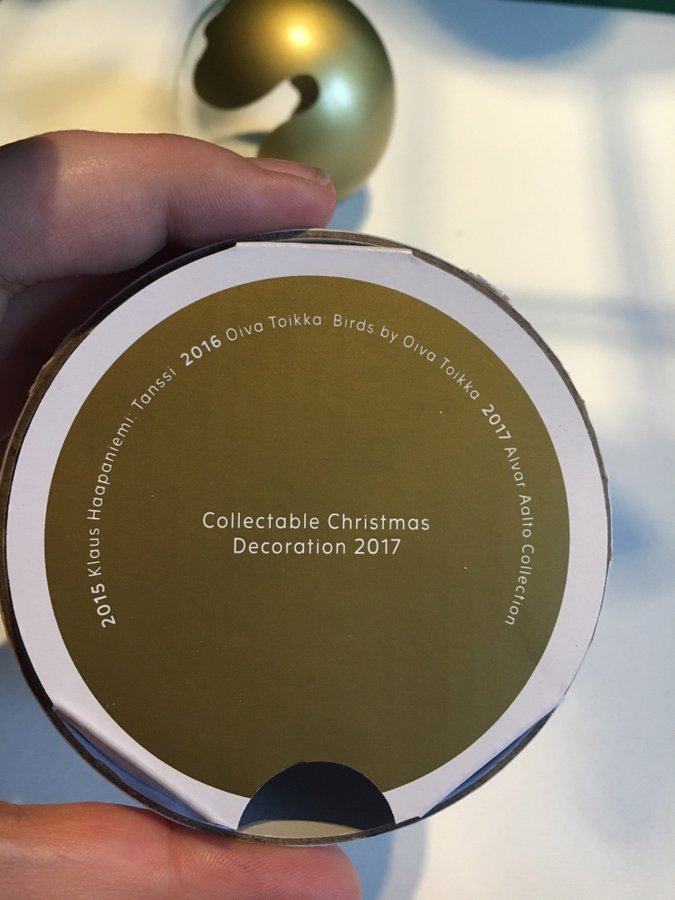 2015 Klaus Haapaniemi: Tanssi 2016 Oiva Toikka: Birds by Oiva Toikka 2017 Alvar Aalto Collection
Collectable Christmas
Decoration 2017